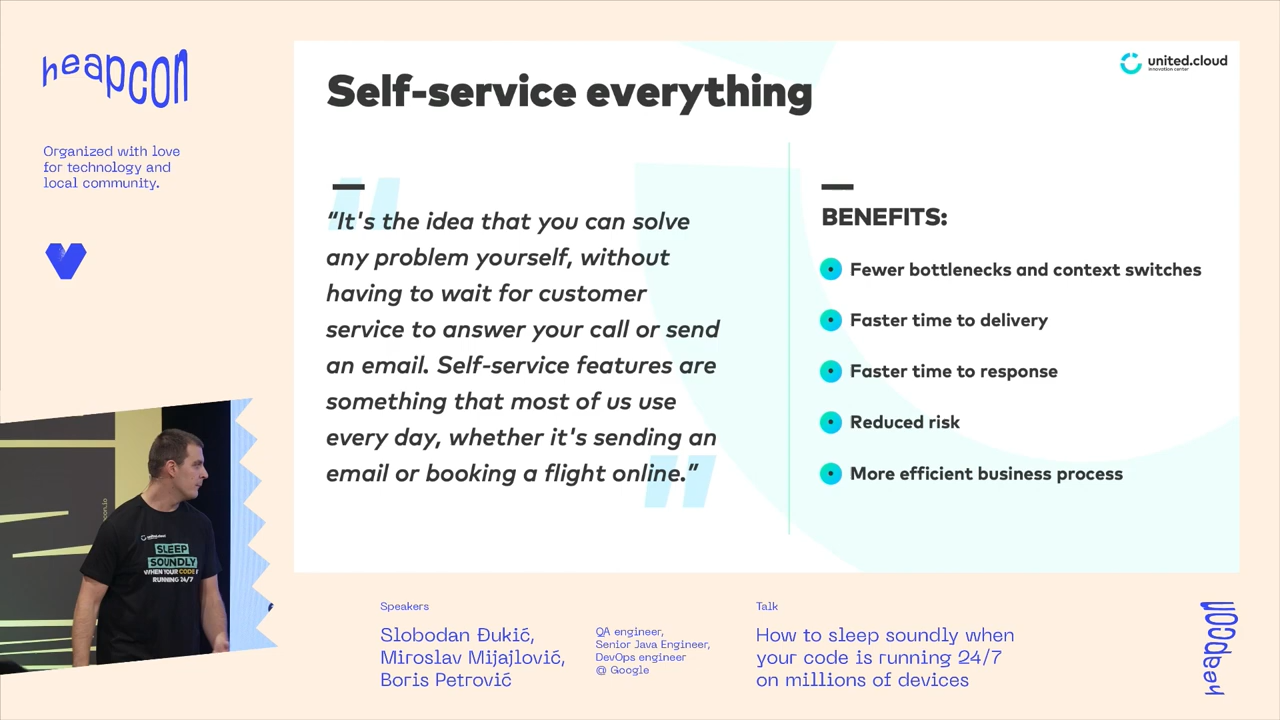 heapcon
Organized with love
for technology and
local community.
united.cloud
innovation center
Self-service everything
“It's the idea that you can solve
any problem yourself, without
having to wait for customer
service to answer your call or send
an email. Self-service features are
something that most of us use
every day, whether it's sending an
email or booking a flight online.”
BENEFITS:
Fewer bottlenecks and context switches
Faster time to delivery
Faster time to response
Reduced risk
More efficient business process
united.cloud
SLEEP
SOUNDLY
WHEN YOUR CODE
RUNNING 24/7
Speakers
Slobodan Đukić,
Miroslav Mijajlović,
Boris Petrović
QA engineer,
Senior Java Engineer,
DevOps engineer
@ Google
Talk
How to sleep soundly when
your code is running 24/7
on millions of devices
heapcon